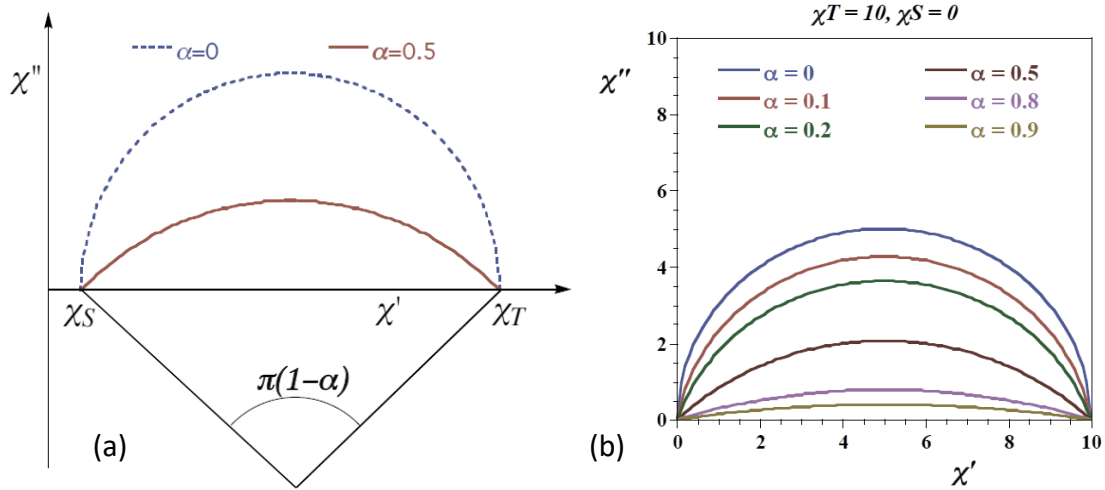 α=0
α=0.5
χ''
χS
χ'
χT
π(1−α)
(a)
χT = 10, χS = 0
χ''
α = 0
α = 0.1
α = 0.2
α = 0.5
α = 0.8
α = 0.9
10
8
6
4
2
0
0 2 4 6 8 10
χ'
(b)